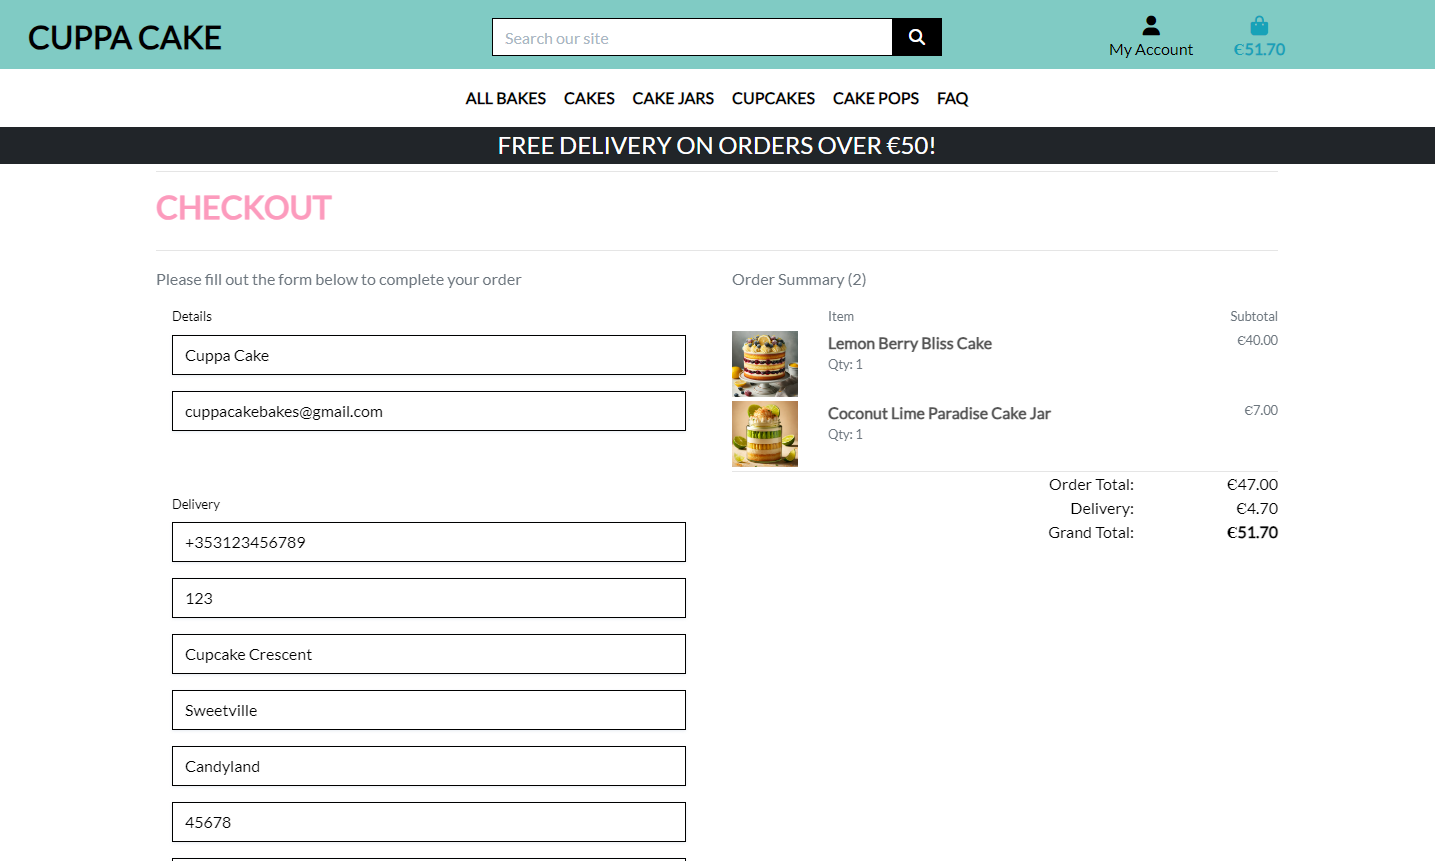 CUPPA CAKE
Search our site
My Account
€51.70
ALL BAKES CAKES CAKE JARS CUPCAKES CAKE POPS FAQ
FREE DELIVERY ON ORDERS OVER €50!
CHECKOUT
Please fill out the form below to complete your order
Details
Cuppa Cake
cuppacakebakes@gmail.com
Delivery
+353123456789
123
Cupcake Crescent
Sweetville
Candyland
45678
Order Summary (2)
Item Subtotal
Lemon Berry Bliss Cake €40.00
Qty: 1
Coconut Lime Paradise Cake Jar €7.00
Qty: 1
Order Total: €47.00
Delivery: €4.70
Grand Total: €51.70